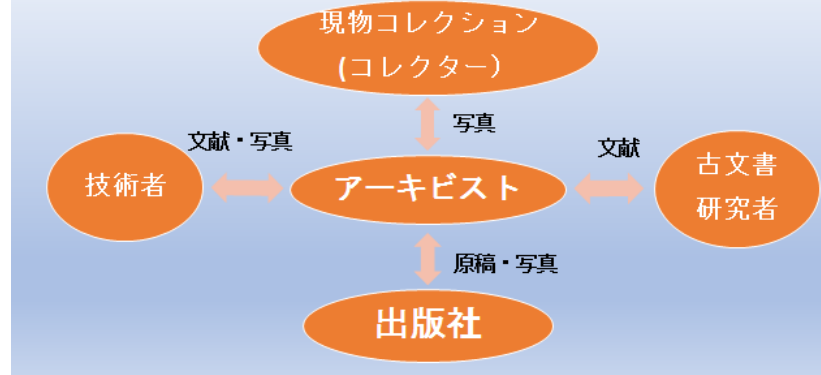 現物コレクション
(コレクター）
写真
文献・写真
文献
技術者
アーキビスト
古文書
研究者
原稿・写真
出版社